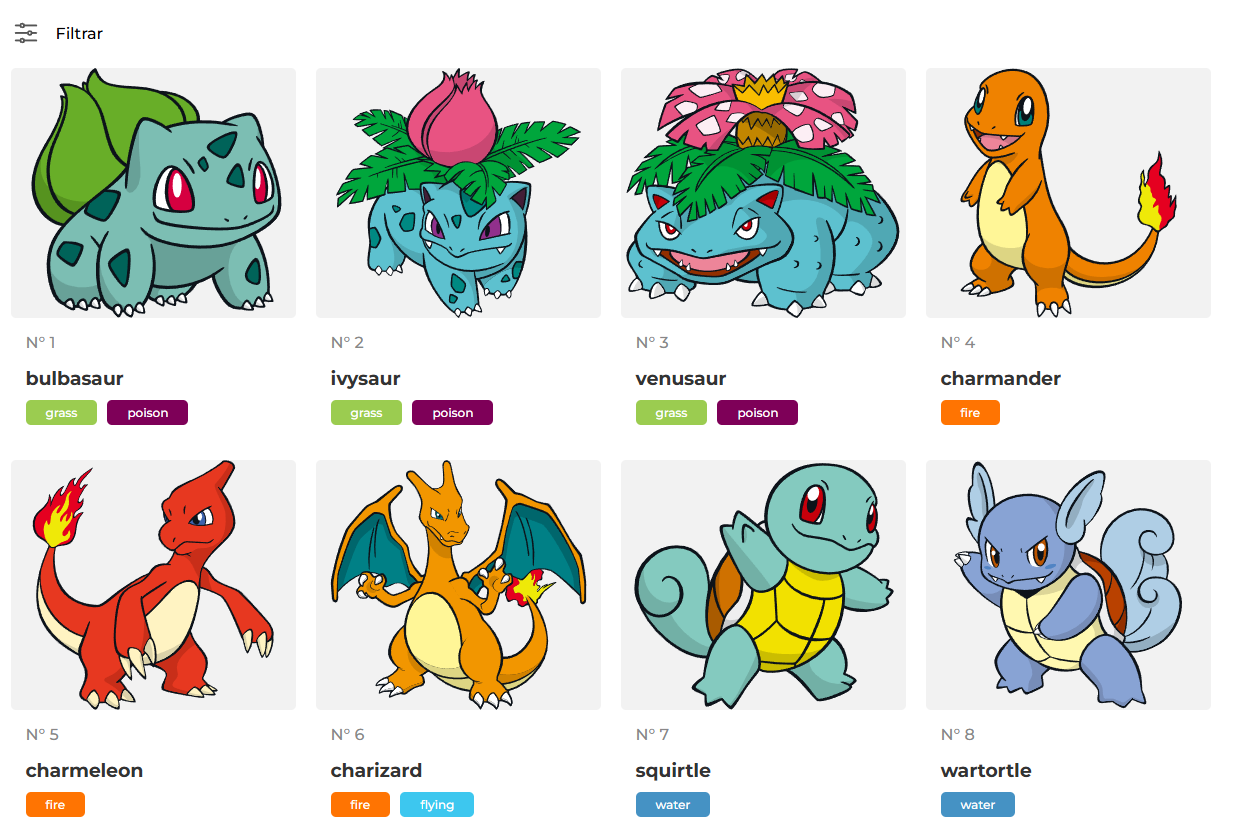 Filtrar
N° 1
bulbasaur
grass poison
N° 2
ivysaur
grass poison
N° 3
venusaur
grass poison
N° 4
charmander
fire
N° 5
charmeleon
fire
N° 6
charizard
fire flying
N° 7
squirtle
water
N° 8
wartortle
water